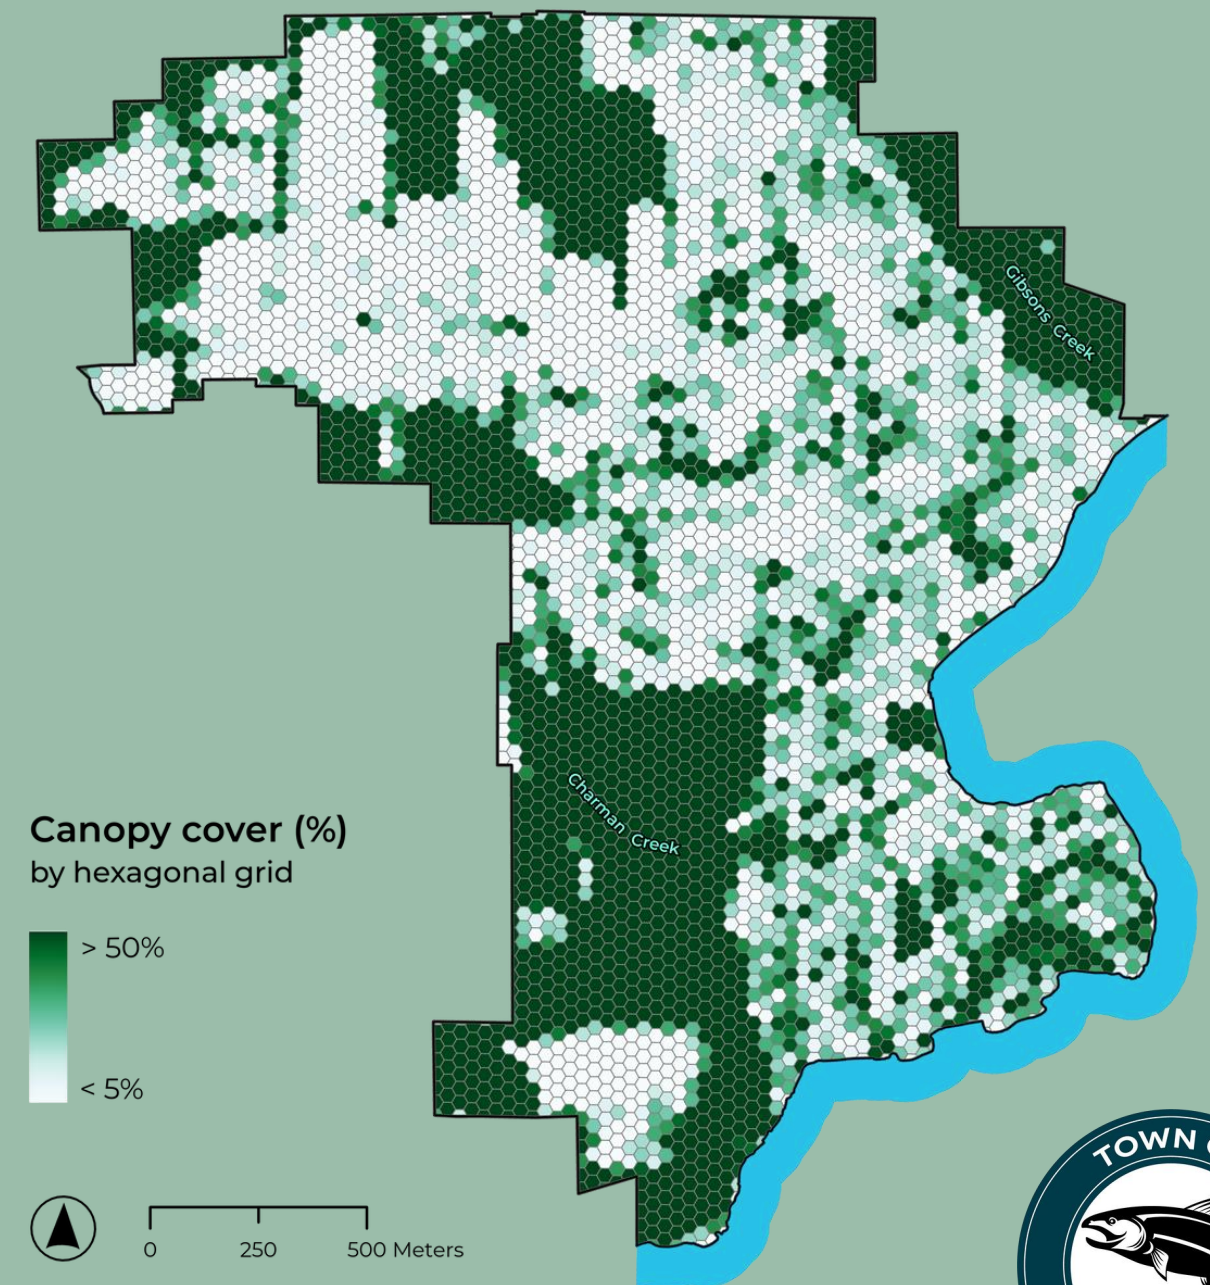 Gibsons Creek
Charman Creek
Canopy cover (%)
by hexagonal grid
> 50%
< 5%
0 250 500 Meters
TOWN